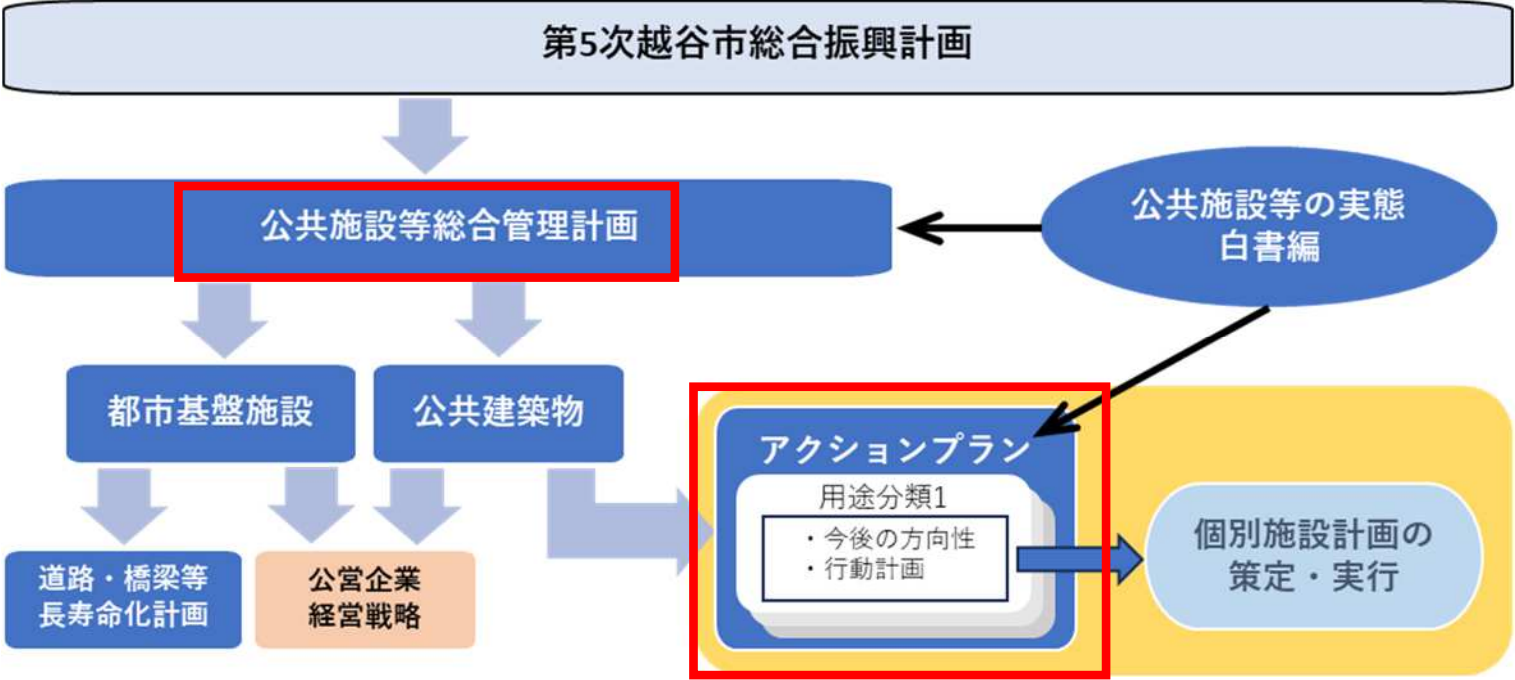 第5次越谷市総合振興計画
公共施設等総合管理計画
公共施設等の実態
白書編
都市基盤施設
公共建築物
アクションプラン
用途分類1
・今後の方向性
・行動計画
個別施設計画の
策定・実行
道路・橋梁等
長寿命化計画
公営企業
経営戦略